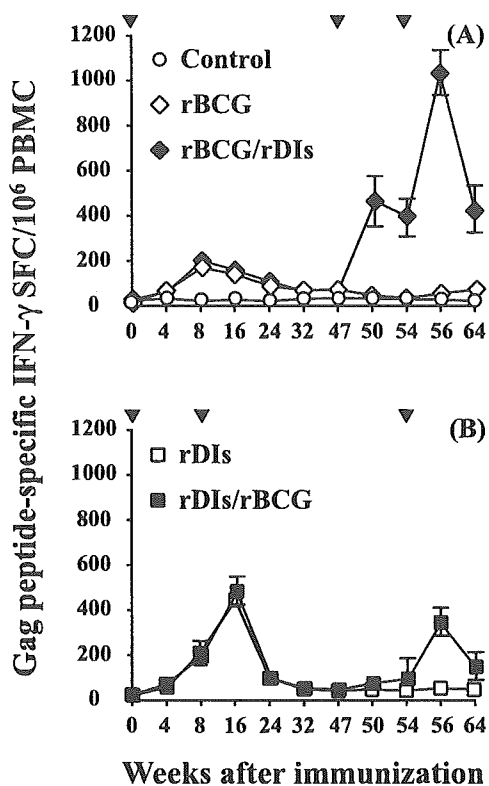 Gag peptide-specific IFN-γ SFC/10⁶ PBMC
(A)
1200
1000
800
600
400
200
0
Control
rBCG
rBCG/rDIs
0 4 8 16 24 32 47 50 54 56 64
(B)
1200
1000
800
600
400
200
0
rDIs
rDIs/rBCG
0 4 8 16 24 32 47 50 54 56 64
Weeks after immunization